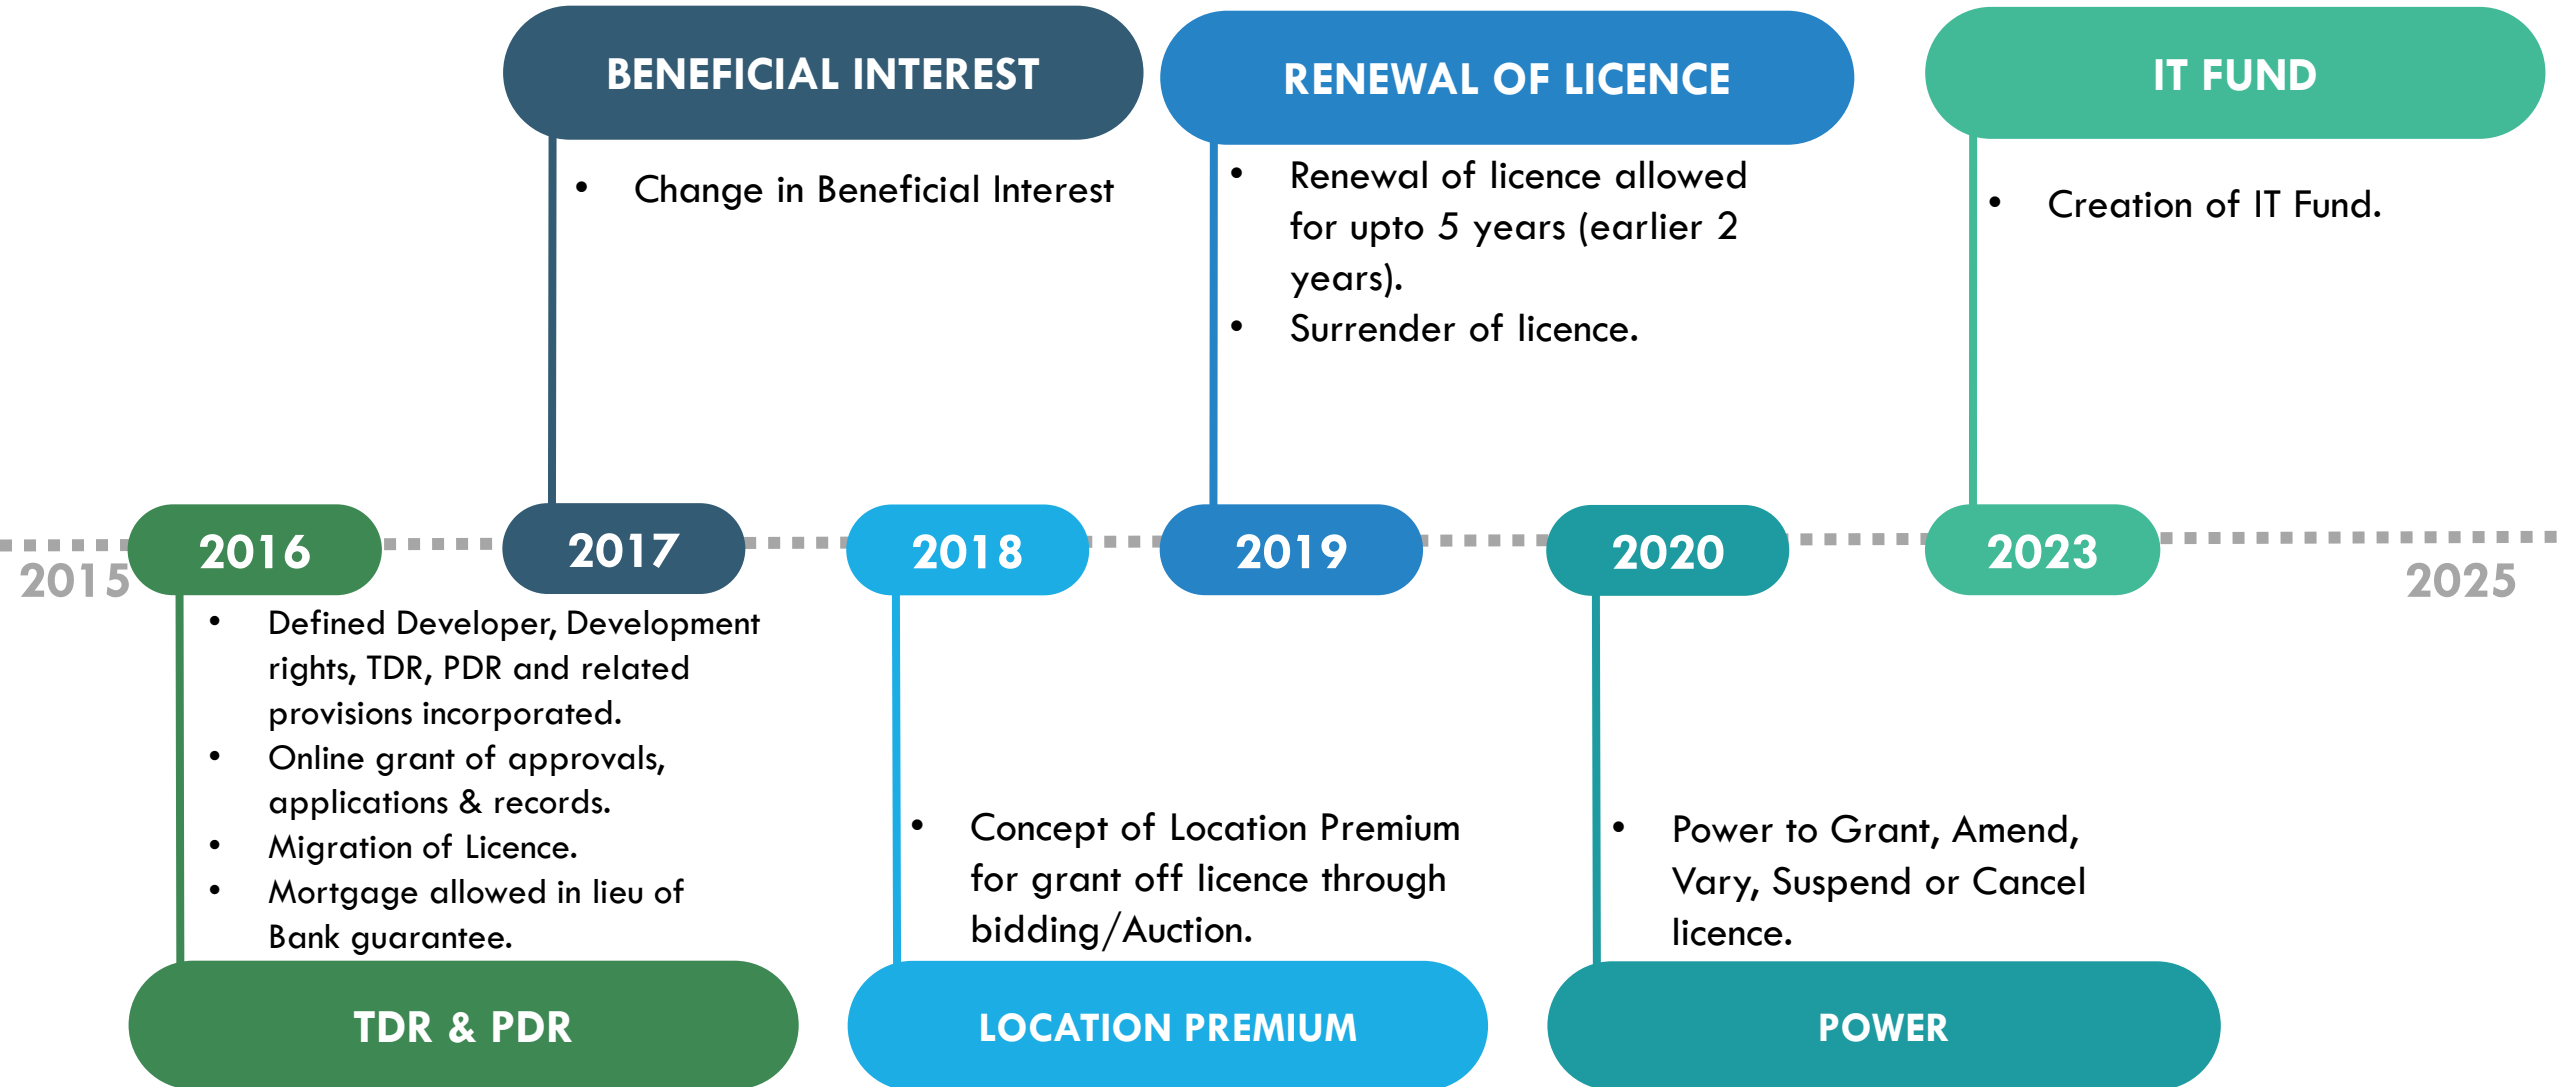 BENEFICIAL INTEREST
• Change in Beneficial Interest
RENEWAL OF LICENCE
• Renewal of licence allowed
for upto 5 years (earlier 2
years).
• Surrender of licence.
IT FUND
• Creation of IT Fund.
2015
2016
2017
2018
2019
2020
2023
2025
• Defined Developer, Development
rights, TDR, PDR and related
provisions incorporated.
• Online grant of approvals,
applications & records.
• Migration of Licence.
• Mortgage allowed in lieu of
Bank guarantee.
TDR & PDR
• Concept of Location Premium
for grant off licence through
bidding/Auction.
LOCATION PREMIUM
• Power to Grant, Amend,
Vary, Suspend or Cancel
licence.
POWER